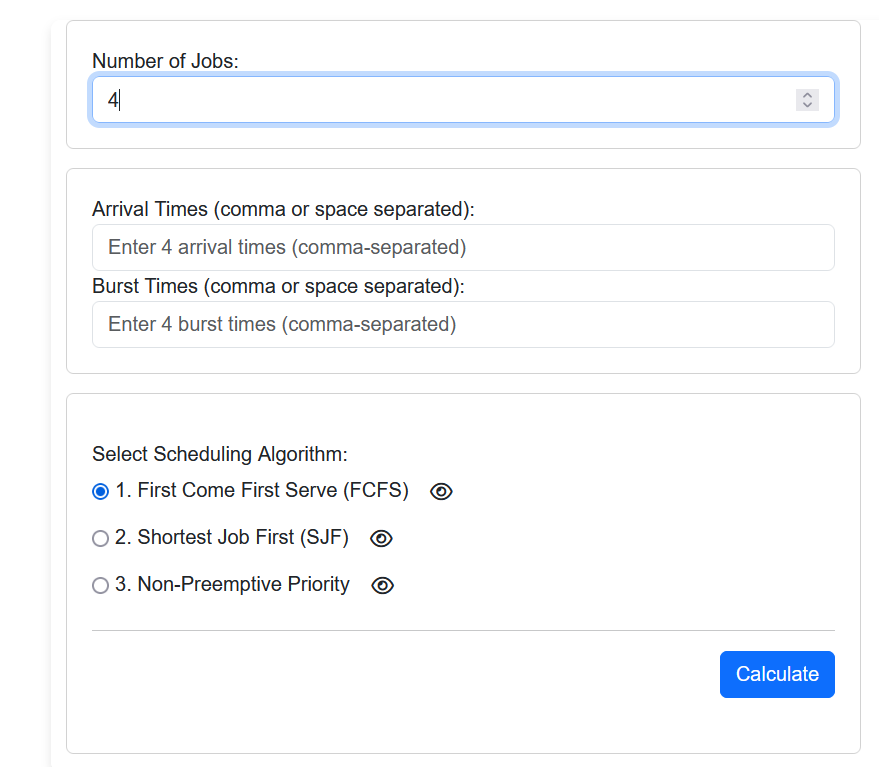 Number of Jobs:
4
Arrival Times (comma or space separated):
Enter 4 arrival times (comma-separated)
Burst Times (comma or space separated):
Enter 4 burst times (comma-separated)
Select Scheduling Algorithm:
1. First Come First Serve (FCFS)
2. Shortest Job First (SJF)
3. Non-Preemptive Priority
Calculate